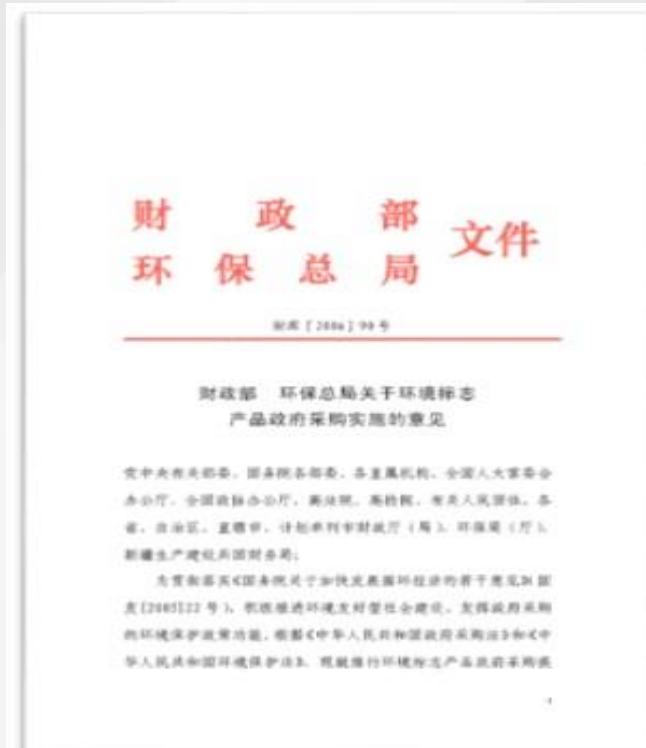 财政部
环保总局
文件
财库［2006］90号
财政部 环保总局关于环境标志
产品政府采购实施的意见
党中央有关部委，国务院各部委、各直属机构，全国人大常委会
办公厅，全国政协办公厅，高法院，高检院，有关人民团体，各
省、自治区、直辖市、计划单列市财政厅（局）、环保局（厅），
新疆生产建设兵团财务局：
为贯彻落实《国务院关于加快发展循环经济的若干意见》（国
发[2005]22号），积极推进环境友好型社会建设，发挥政府采购
的环境保护政策功能，根据《中华人民共和国政府采购法》和《中
华人民共和国环境保护法》，现就推行环境标志产品政府采购